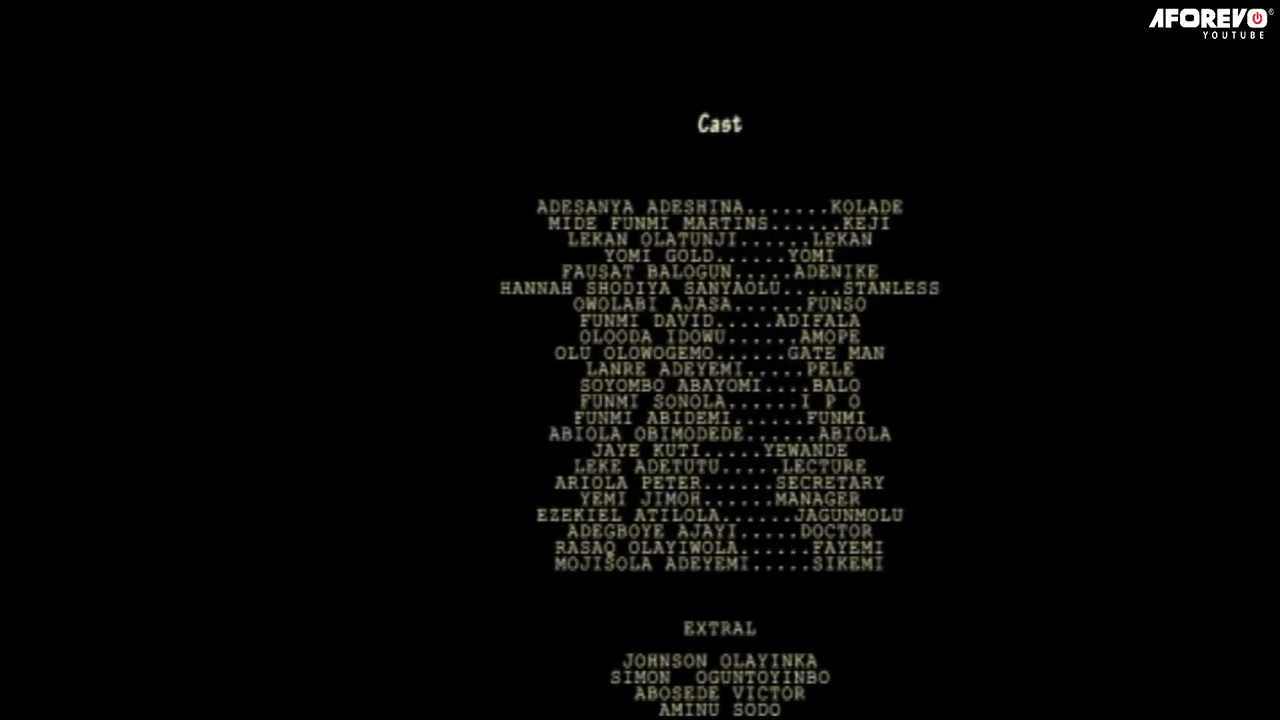 AFOREVO
YOUTUBE
Cast
ADESANYA ADESHINA.......KOLADE
MIDE FUNMI MARTINS......KEJI
LEKAN OLATUNJI......LEKAN
YOMI GOLD......YOMI
FAUSAT BALOGUN.....ADENIKE
HANNAH SHODIYA SANYAOLU.....STANLESS
OWOLABI AJASA......FUNSO
FUNMI DAVID.....ADIFALA
OLOODA IDOWU......AMOPE
OLU OLOWOGEMO......GATE MAN
LANRE ADEYEMI.....PELE
SOYOMBO ABAYOMI....BALO
FUNMI SONOLA......I P O
FUNMI ABIDEMI......FUNMI
ABIOLA OBIMODEDE......ABIOLA
JAYE KUTI.....YEWANDE
LEKE ADETUTU.....LECTURE
ARIOLA PETER......SECRETARY
YEMI JIMOH......MANAGER
EZEKIEL ATILOLA......JAGUNMOLU
ADEGBOYE AJAYI.....DOCTOR
RASAQ OLAYIWOLA......FAYEMI
MOJISOLA ADEYEMI.....SIKEMI
EXTRAL
JOHNSON OLAYINKA
SIMON OGUNTOYINBO
ABOSEDE VICTOR
AMINU SODO